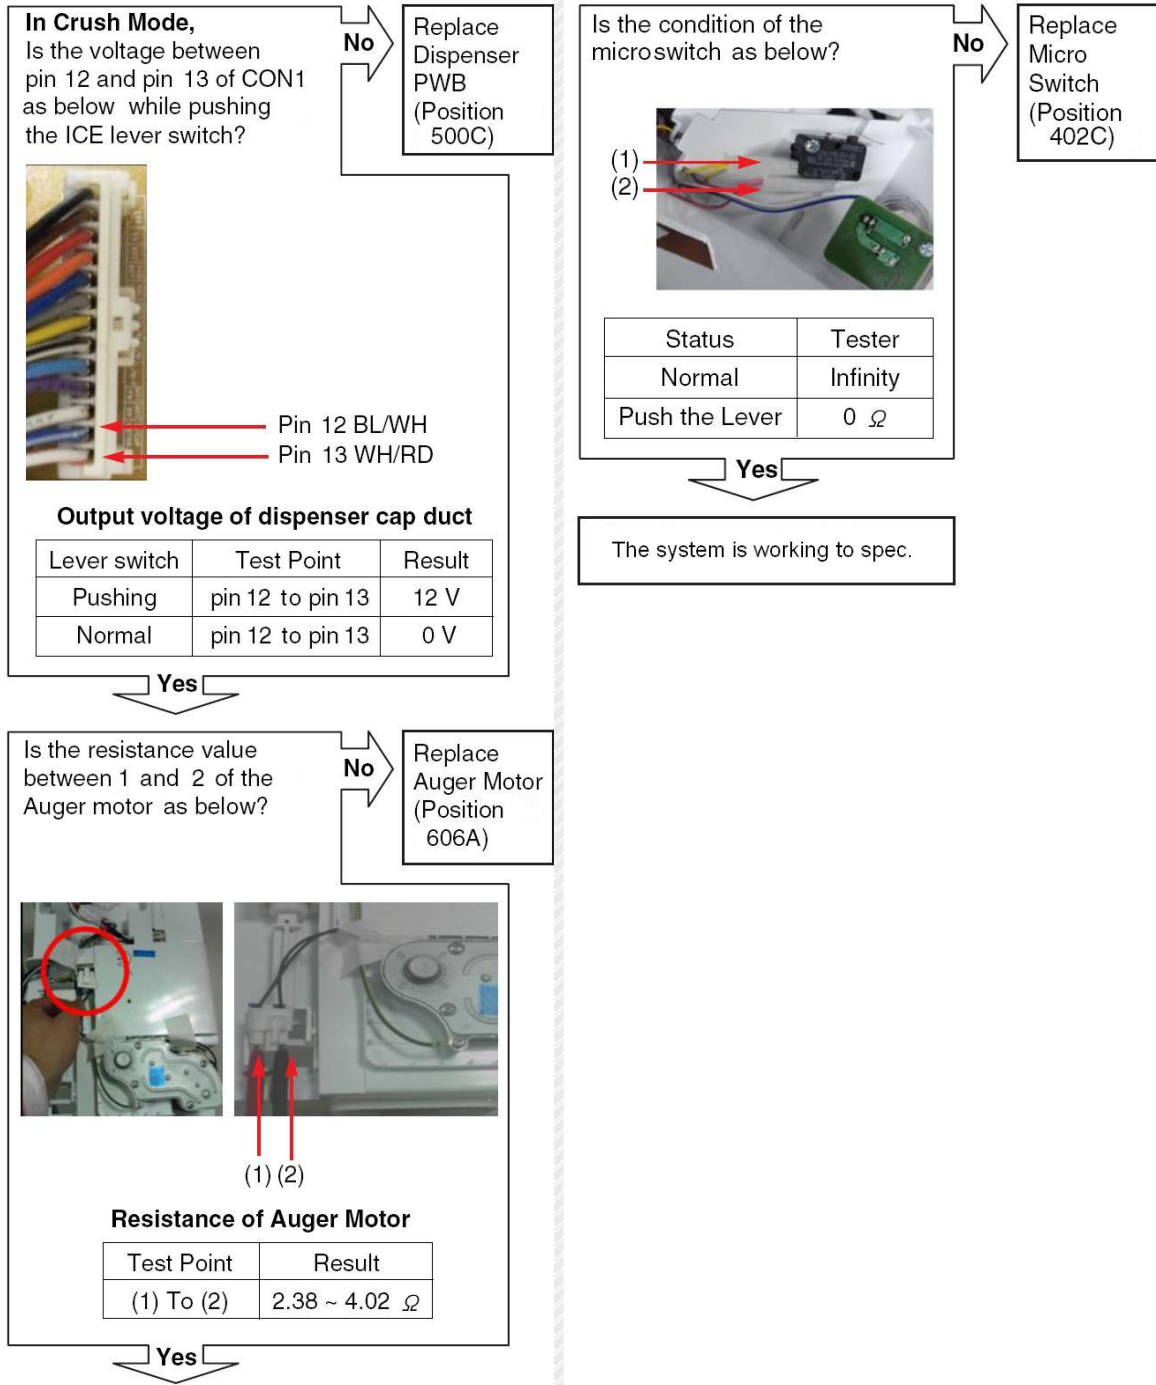 In Crush Mode,
Is the voltage between
pin 12 and pin 13 of CON1
as below while pushing
the ICE lever switch?
No
Replace
Dispenser
PWB
(Position
500C)
Pin 12 BL/WH
Pin 13 WH/RD
Output voltage of dispenser cap duct
Lever switch Test Point Result
Pushing pin 12 to pin 13 12 V
Normal pin 12 to pin 13 0 V
Yes
Is the resistance value
between 1 and 2 of the
Auger motor as below?
No
Replace
Auger Motor
(Position
606A)
(1) (2)
Resistance of Auger Motor
Test Point Result
(1) To (2) 2.38 ~ 4.02 Ω
Yes
Is the condition of the
microswitch as below?
No
Replace
Micro
Switch
(Position
402C)
(1)
(2)
Status Tester
Normal Infinity
Push the Lever 0 Ω
Yes
The system is working to spec.